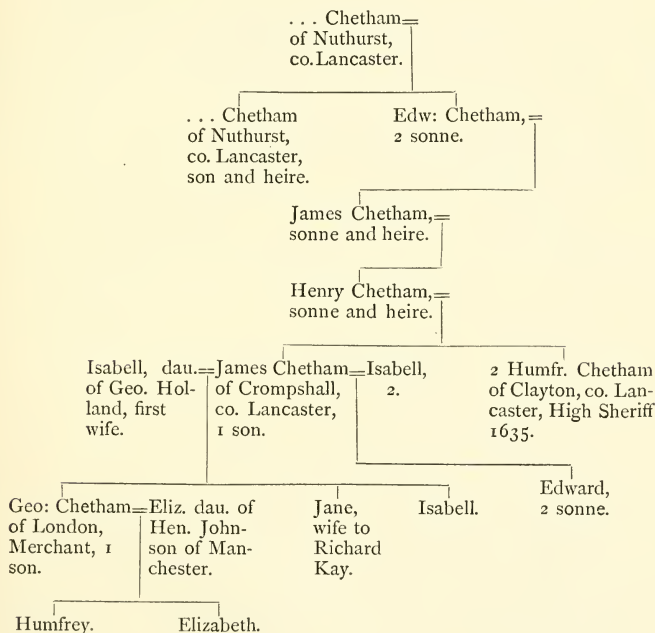 . . . Chetham=
of Nuthurst,
co. Lancaster.
. . . Chetham
of Nuthurst,
co. Lancaster,
son and heire.
Edw: Chetham,=
2 sonne.
James Chetham,=
sonne and heire.
Henry Chetham,=
sonne and heire.
Isabell, dau.=
of Geo. Hol-
land, first
wife.
James Chetham=
of Crompshall,
co. Lancaster,
1 son.
Isabell,
2.
2 Humfr. Chetham
of Clayton, co. Lan-
caster, High Sheriff
1635.
Geo: Chetham=
of London,
Merchant, 1
son.
Eliz. dau. of
Hen. John-
son of Man-
chester.
Jane,
wife to
Richard
Kay.
Isabell.
Edward,
2 sonne.
Humfrey.
Elizabeth.